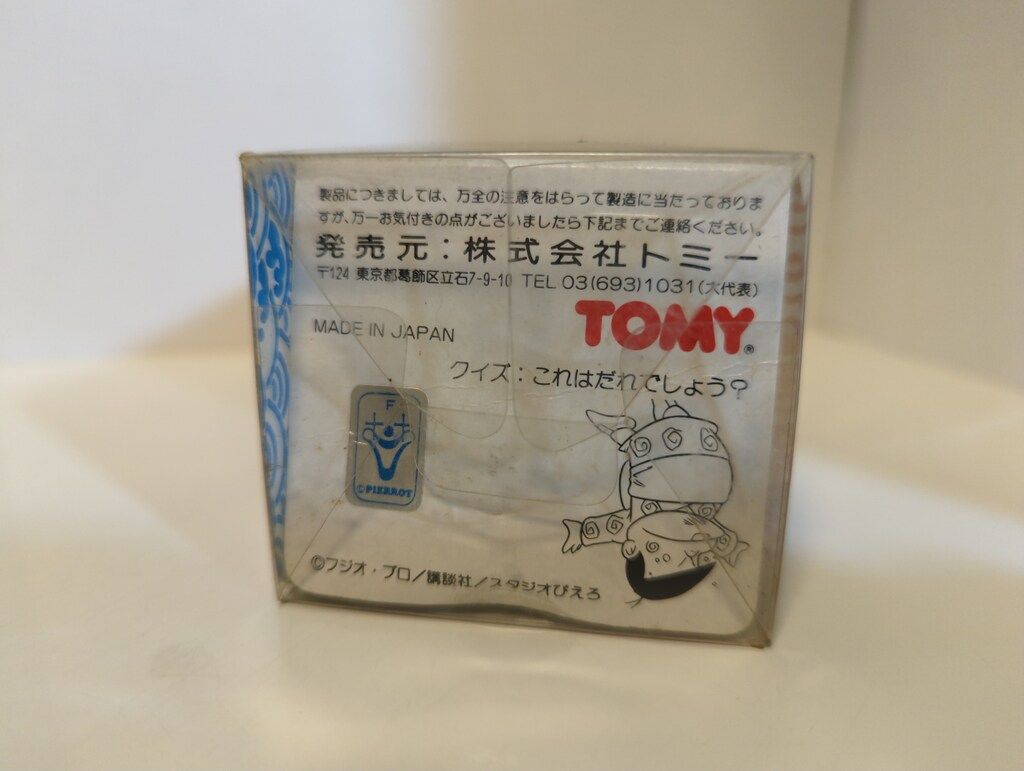 製品につきましては、万全の注意をはらって製造に当たっておりま
すが、万一お気付きの点がございましたら下記までご連絡ください。
発売元：株式会社トミー
〒124 東京都葛飾区立石7-9-10 TEL 03(693)1031(大代表)
MADE IN JAPAN
TOMY®
クイズ：これはだれでしょう?
F
©PIERROT
©フジオ・プロ/講談社/スタジオぴえろ